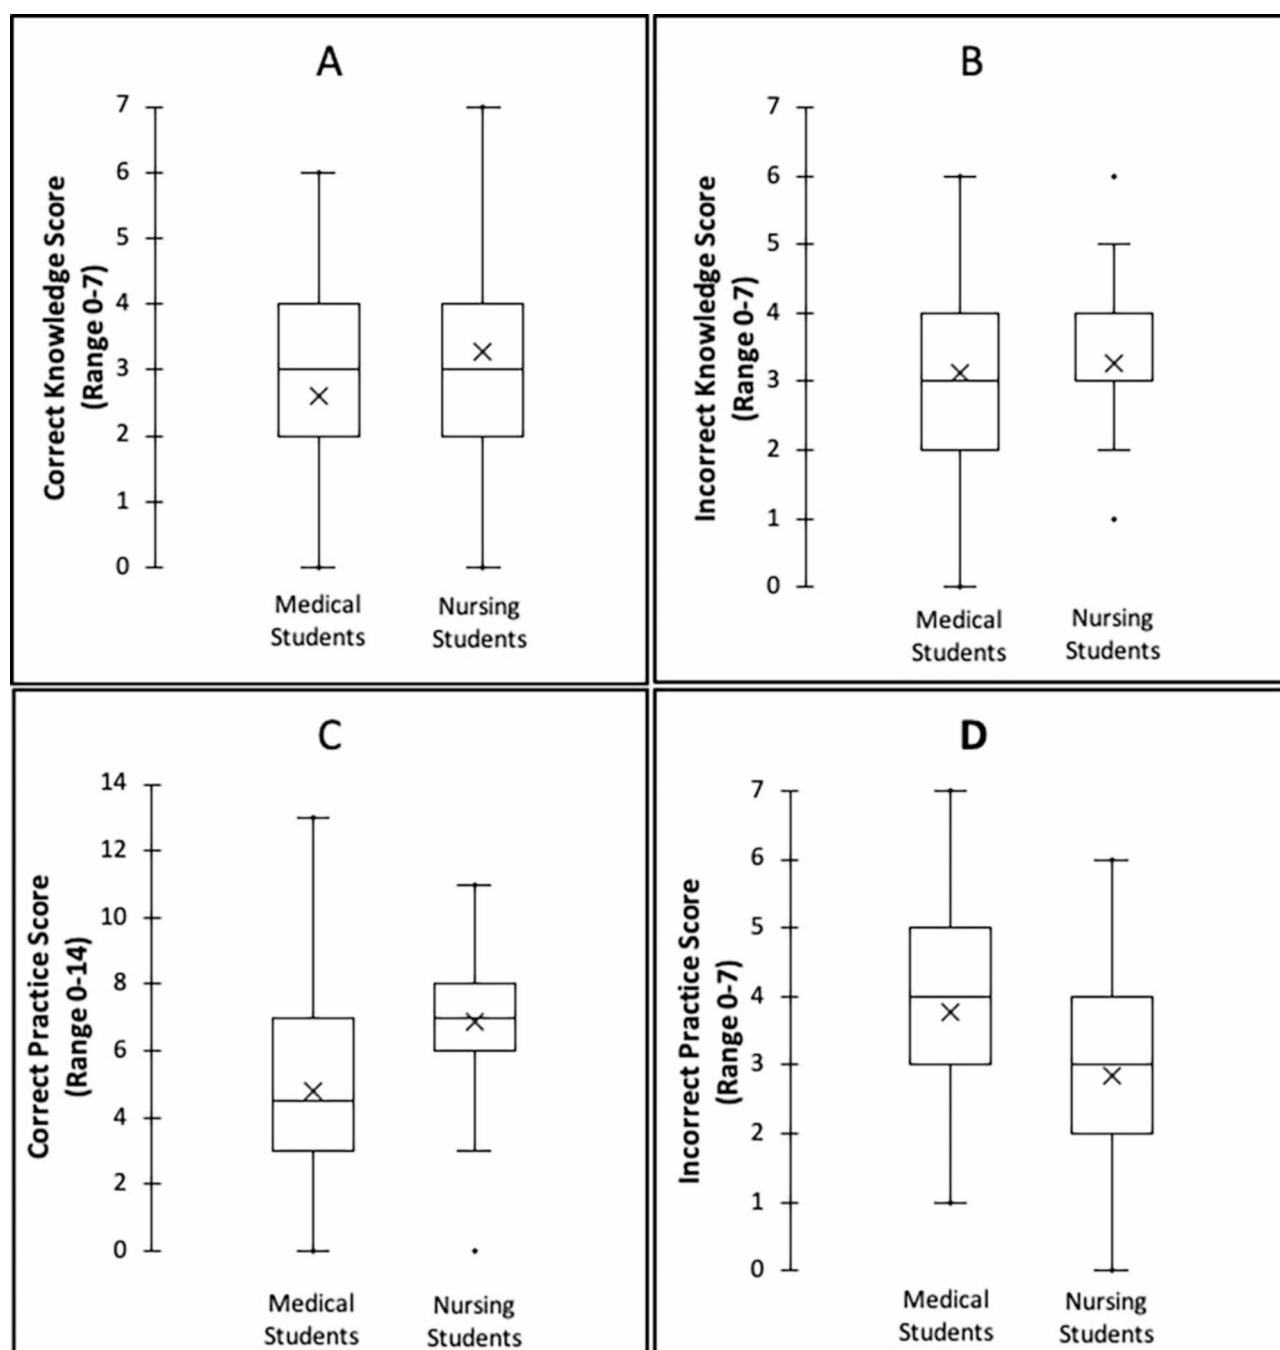 A
Correct Knowledge Score
(Range 0-7)
7
6
5
4
3
2
1
0
Medical
Students
Nursing
Students
B
Incorrect Knowledge Score
(Range 0-7)
7
6
5
4
3
2
1
0
Medical
Students
Nursing
Students
C
Correct Practice Score
(Range 0-14)
14
12
10
8
6
4
2
0
Medical
Students
Nursing
Students
D
Incorrect Practice Score
(Range 0-7)
7
6
5
4
3
2
1
0
Medical
Students
Nursing
Students